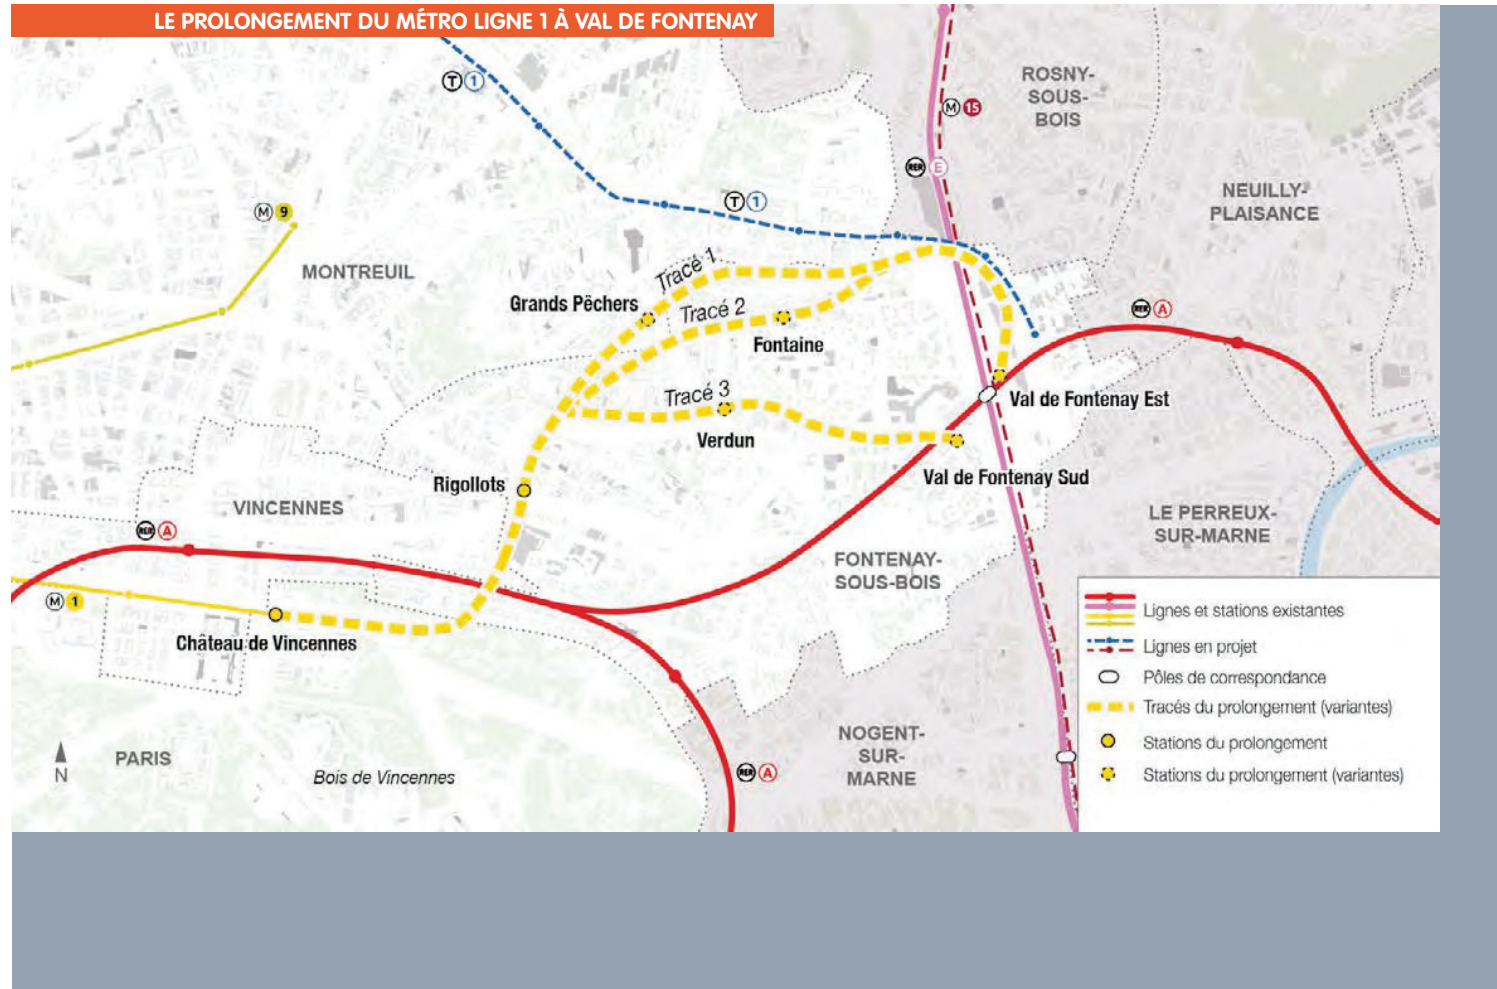 LE PROLONGEMENT DU MÉTRO LIGNE 1 À VAL DE FONTENAY
T 1
ROSNY-
SOUS-
BOIS
M 15
RER E
NEUILLY-
PLAISANCE
T 1
M 9
MONTREUIL
Tracé 1
Grands Pêchers
Tracé 2
Fontaine
RER A
Tracé 3
Val de Fontenay Est
Verdun
Val de Fontenay Sud
Rigollots
VINCENNES
LE PERREUX-
SUR-MARNE
RER A
FONTENAY-
SOUS-BOIS
M 1
Château de Vincennes
NOGENT-
SUR-
MARNE
PARIS
N
Bois de Vincennes
RER A
Lignes et stations existantes
Lignes en projet
Pôles de correspondance
Tracés du prolongement (variantes)
Stations du prolongement
Stations du prolongement (variantes)